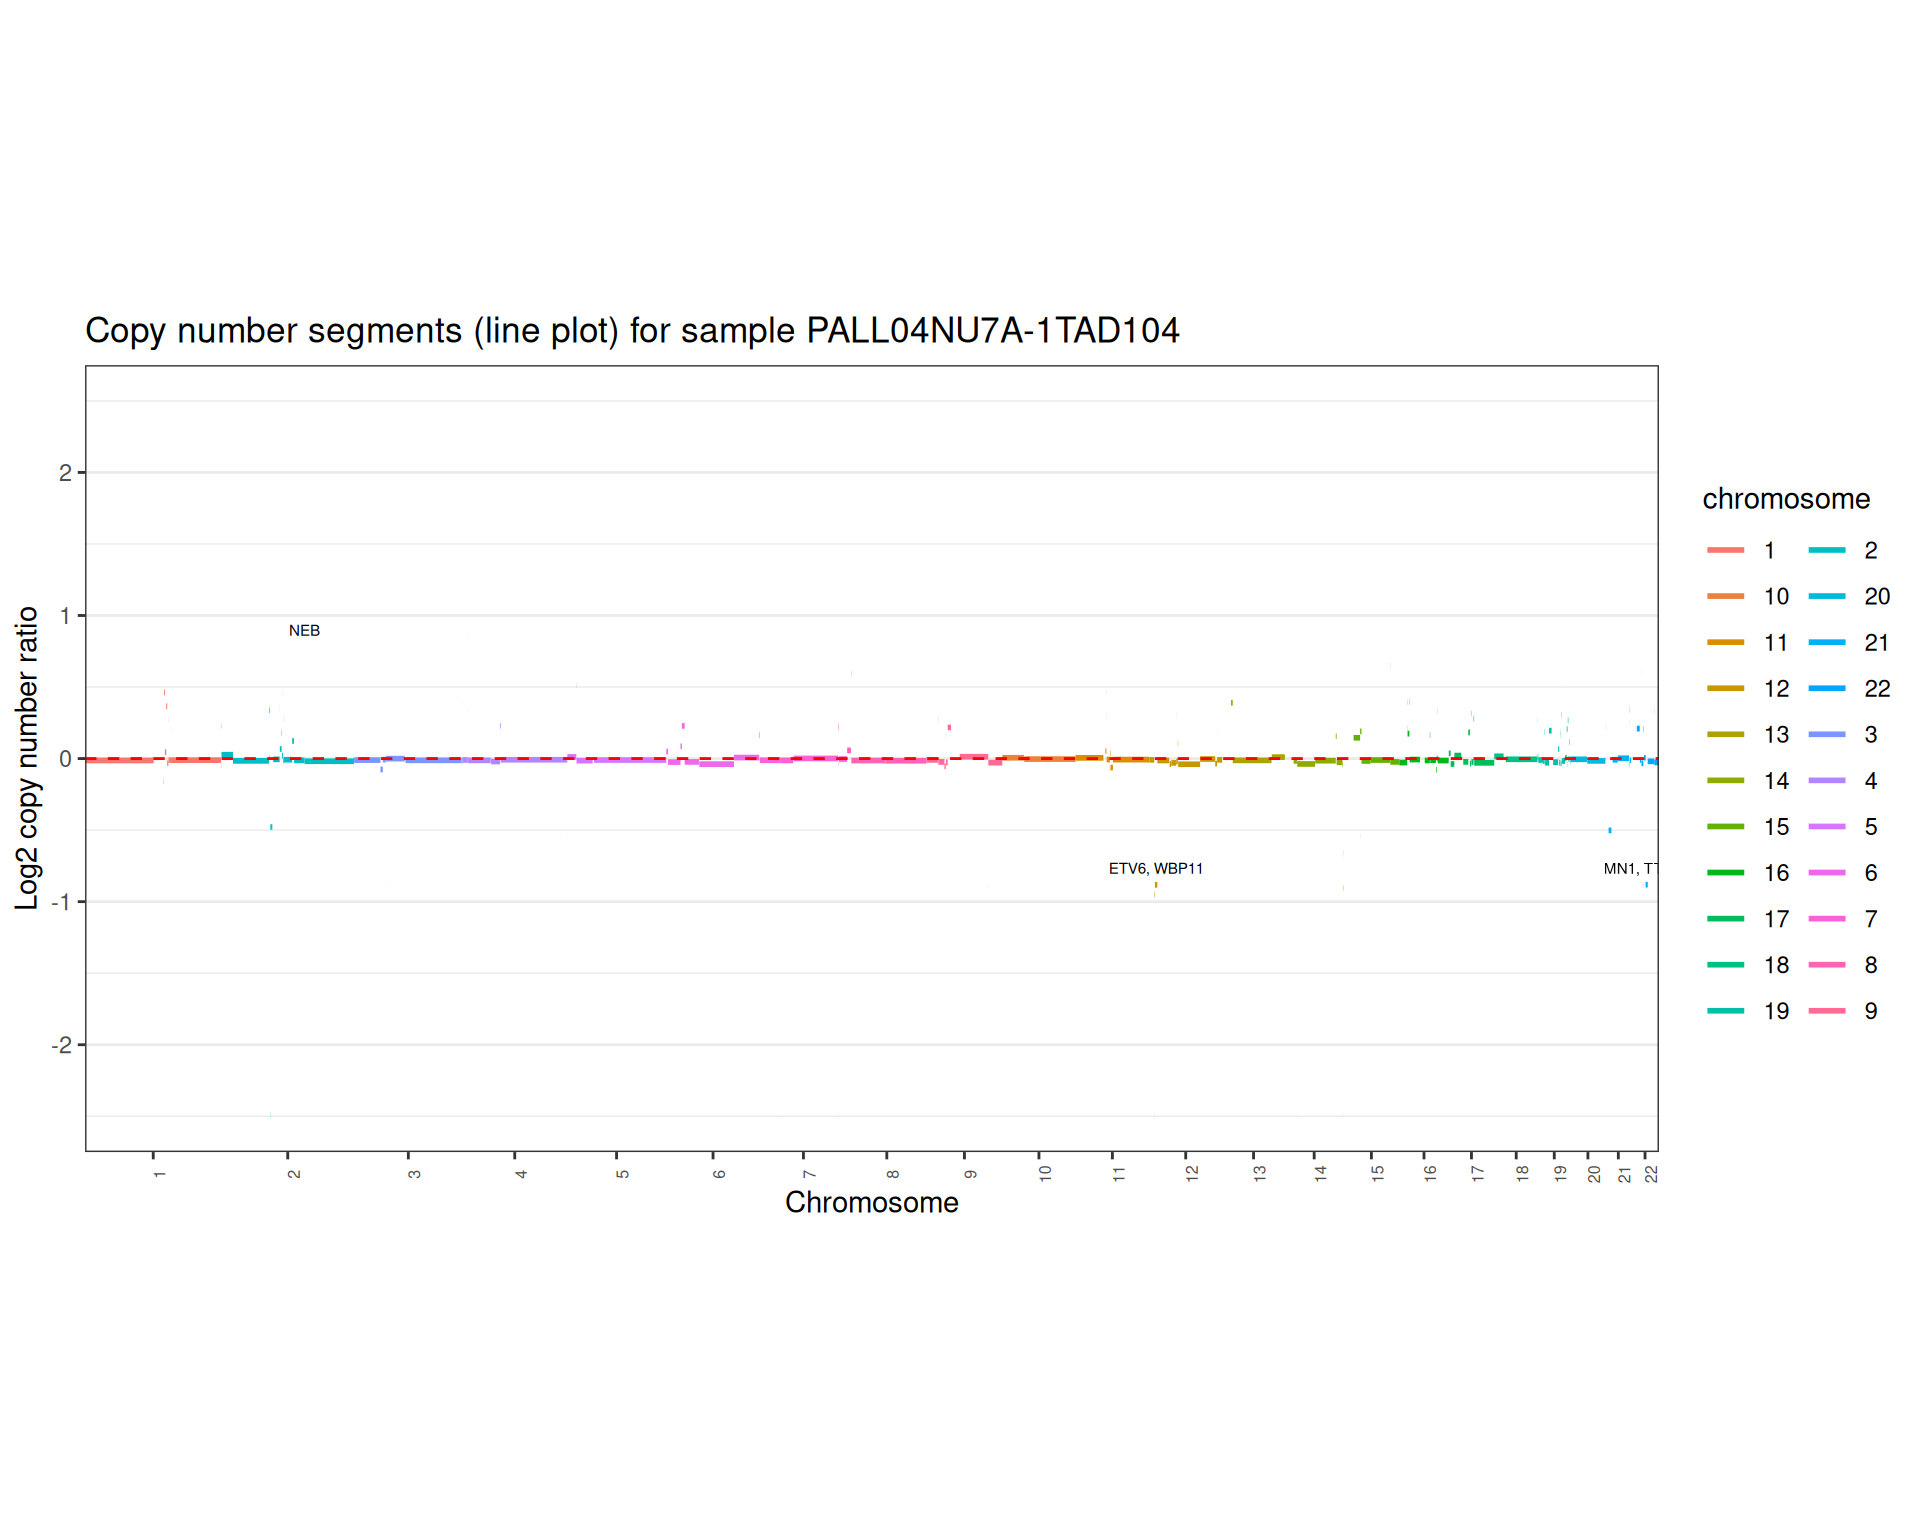 Copy number segments (line plot) for sample PALL04NU7A-1TAD104
Log2 copy number ratio
2
1
0
-1
-2
NEB
ETV6, WBP11
MN1, TT
1 2 3 4 5 6 7 8 9 10 11 12 13 14 15 16 17 18 19 20 21 22
Chromosome
chromosome
1 2
10 20
11 21
12 22
13 3
14 4
15 5
16 6
17 7
18 8
19 9